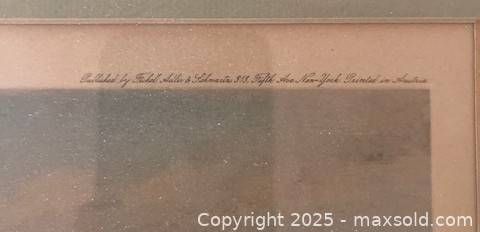 Published by Fishel, Adler & Schwartz, 313, Fifth Ave New-York Printed in Austria
Copyright © 2025 - maxsold.com